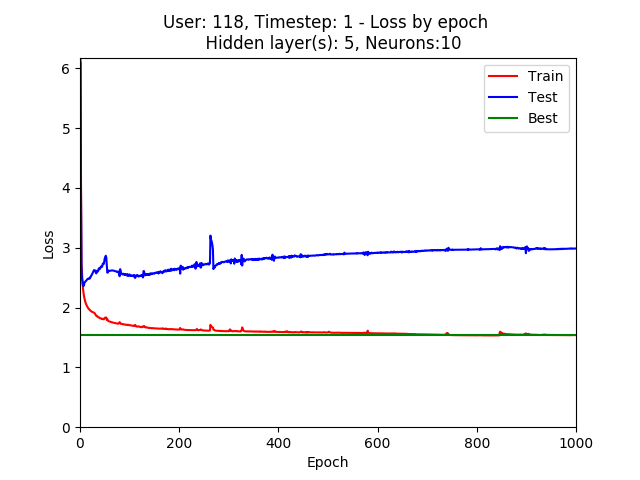 User: 118, Timestep: 1 - Loss by epoch
Hidden layer(s): 5, Neurons:10
Train
Test
Best
6
5
4
3
2
1
0
Loss
0 200 400 600 800 1000
Epoch